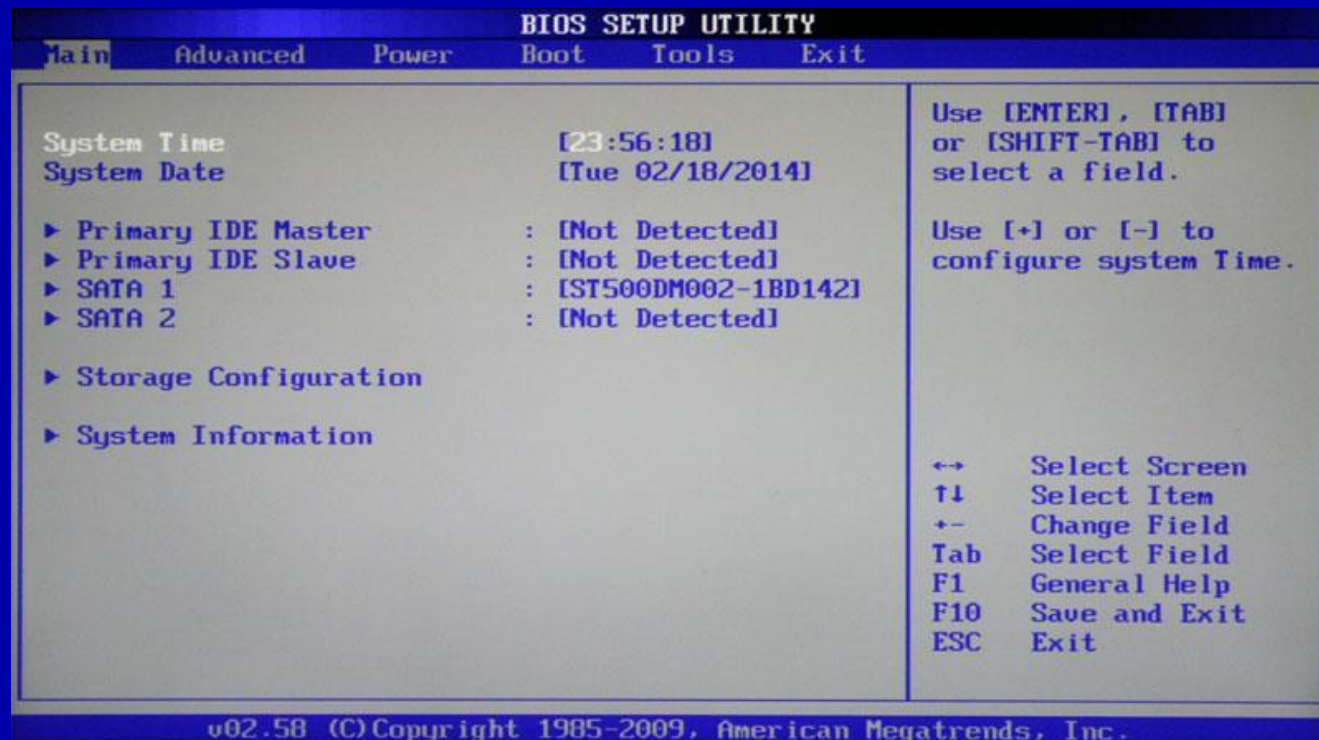 BIOS SETUP UTILITY
Main Advanced Power Boot Tools Exit
System Time [23:56:18]
System Date [Tue 02/18/2014]
▶ Primary IDE Master : [Not Detected]
▶ Primary IDE Slave : [Not Detected]
▶ SATA 1 : [ST500DM002-1BD142]
▶ SATA 2 : [Not Detected]
▶ Storage Configuration
▶ System Information
Use [ENTER], [TAB]
or [SHIFT-TAB] to
select a field.
Use [+] or [-] to
configure system Time.
←→ Select Screen
↑↓ Select Item
+- Change Field
Tab Select Field
F1 General Help
F10 Save and Exit
ESC Exit
v02.58 (C)Copyright 1985-2009, American Megatrends, Inc.